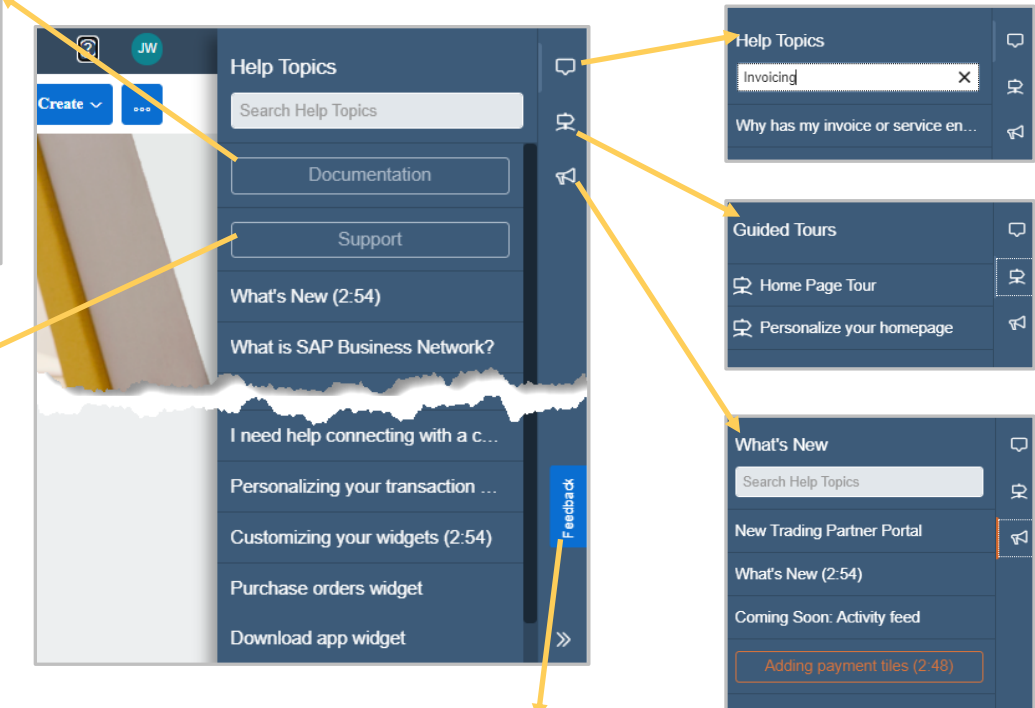 ?
JW
Create
Help Topics
Search Help Topics
Documentation
Support
What's New (2:54)
What is SAP Business Network?
I need help connecting with a c...
Personalizing your transaction ...
Customizing your widgets (2:54)
Purchase orders widget
Download app widget
Feedback
Help Topics
Invoicing
Why has my invoice or service en...
Guided Tours
Home Page Tour
Personalize your homepage
What's New
Search Help Topics
New Trading Partner Portal
What's New (2:54)
Coming Soon: Activity feed
Adding payment tiles (2:48)